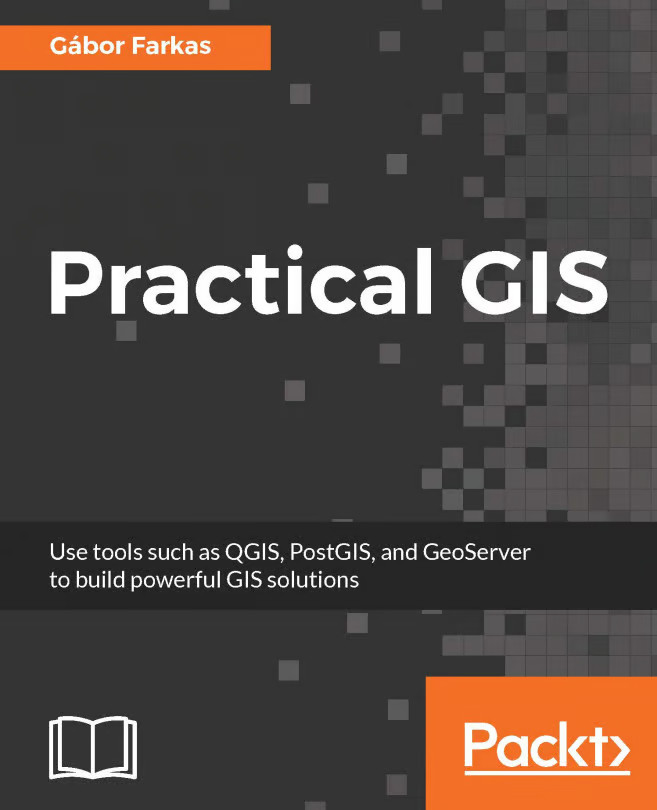 Gábor Farkas
Practical GIS
Use tools such as QGIS, PostGIS, and GeoServer
to build powerful GIS solutions
Packt